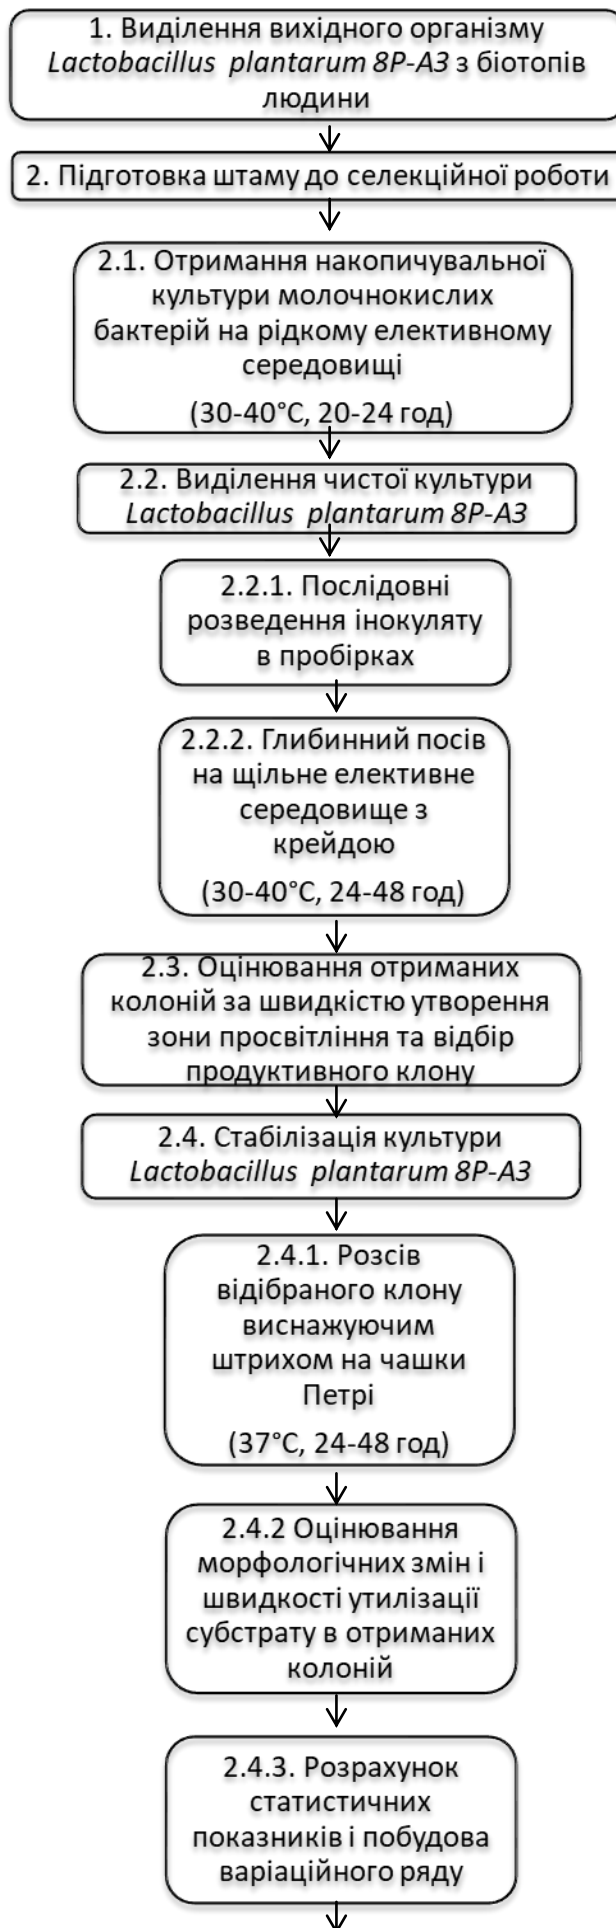 1. Виділення вихідного організму
Lactobacillus plantarum 8Р-А3 з біотопів
людини
2. Підготовка штаму до селекційної роботи
2.1. Отримання накопичувальної
культури молочнокислих
бактерій на рідкому елективному
середовищі
(30-40°С, 20-24 год)
2.2. Виділення чистої культури
Lactobacillus plantarum 8Р-А3
2.2.1. Послідовні
розведення інокуляту
в пробірках
2.2.2. Глибинний посів
на щільне елективне
середовище з
крейдою
(30-40°С, 24-48 год)
2.3. Оцінювання отриманих
колоній за швидкістю утворення
зони просвітління та відбір
продуктивного клону
2.4. Стабілізація культури
Lactobacillus plantarum 8Р-А3
2.4.1. Розсів
відібраного клону
виснажуючим
штрихом на чашки
Петрі
(37°С, 24-48 год)
2.4.2 Оцінювання
морфологічних змін і
швидкості утилізації
субстрату в отриманих
колоній
2.4.3. Розрахунок
статистичних
показників і побудова
варіаційного ряду